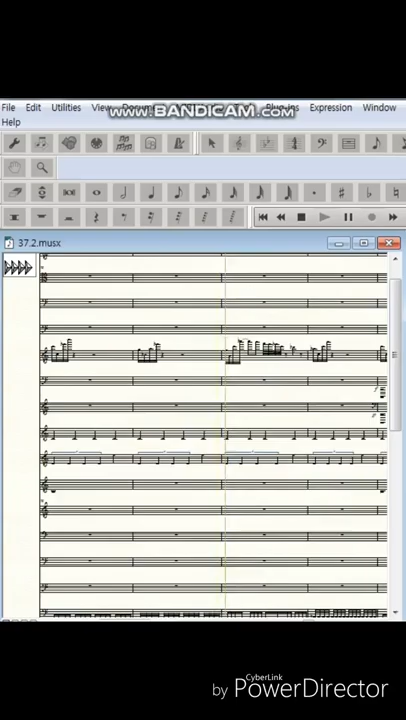 www.BANDICAM.com
File Edit Utilities View Plug-Ins Expression Window
Help
37.2.musx
CyberLink
by PowerDirector